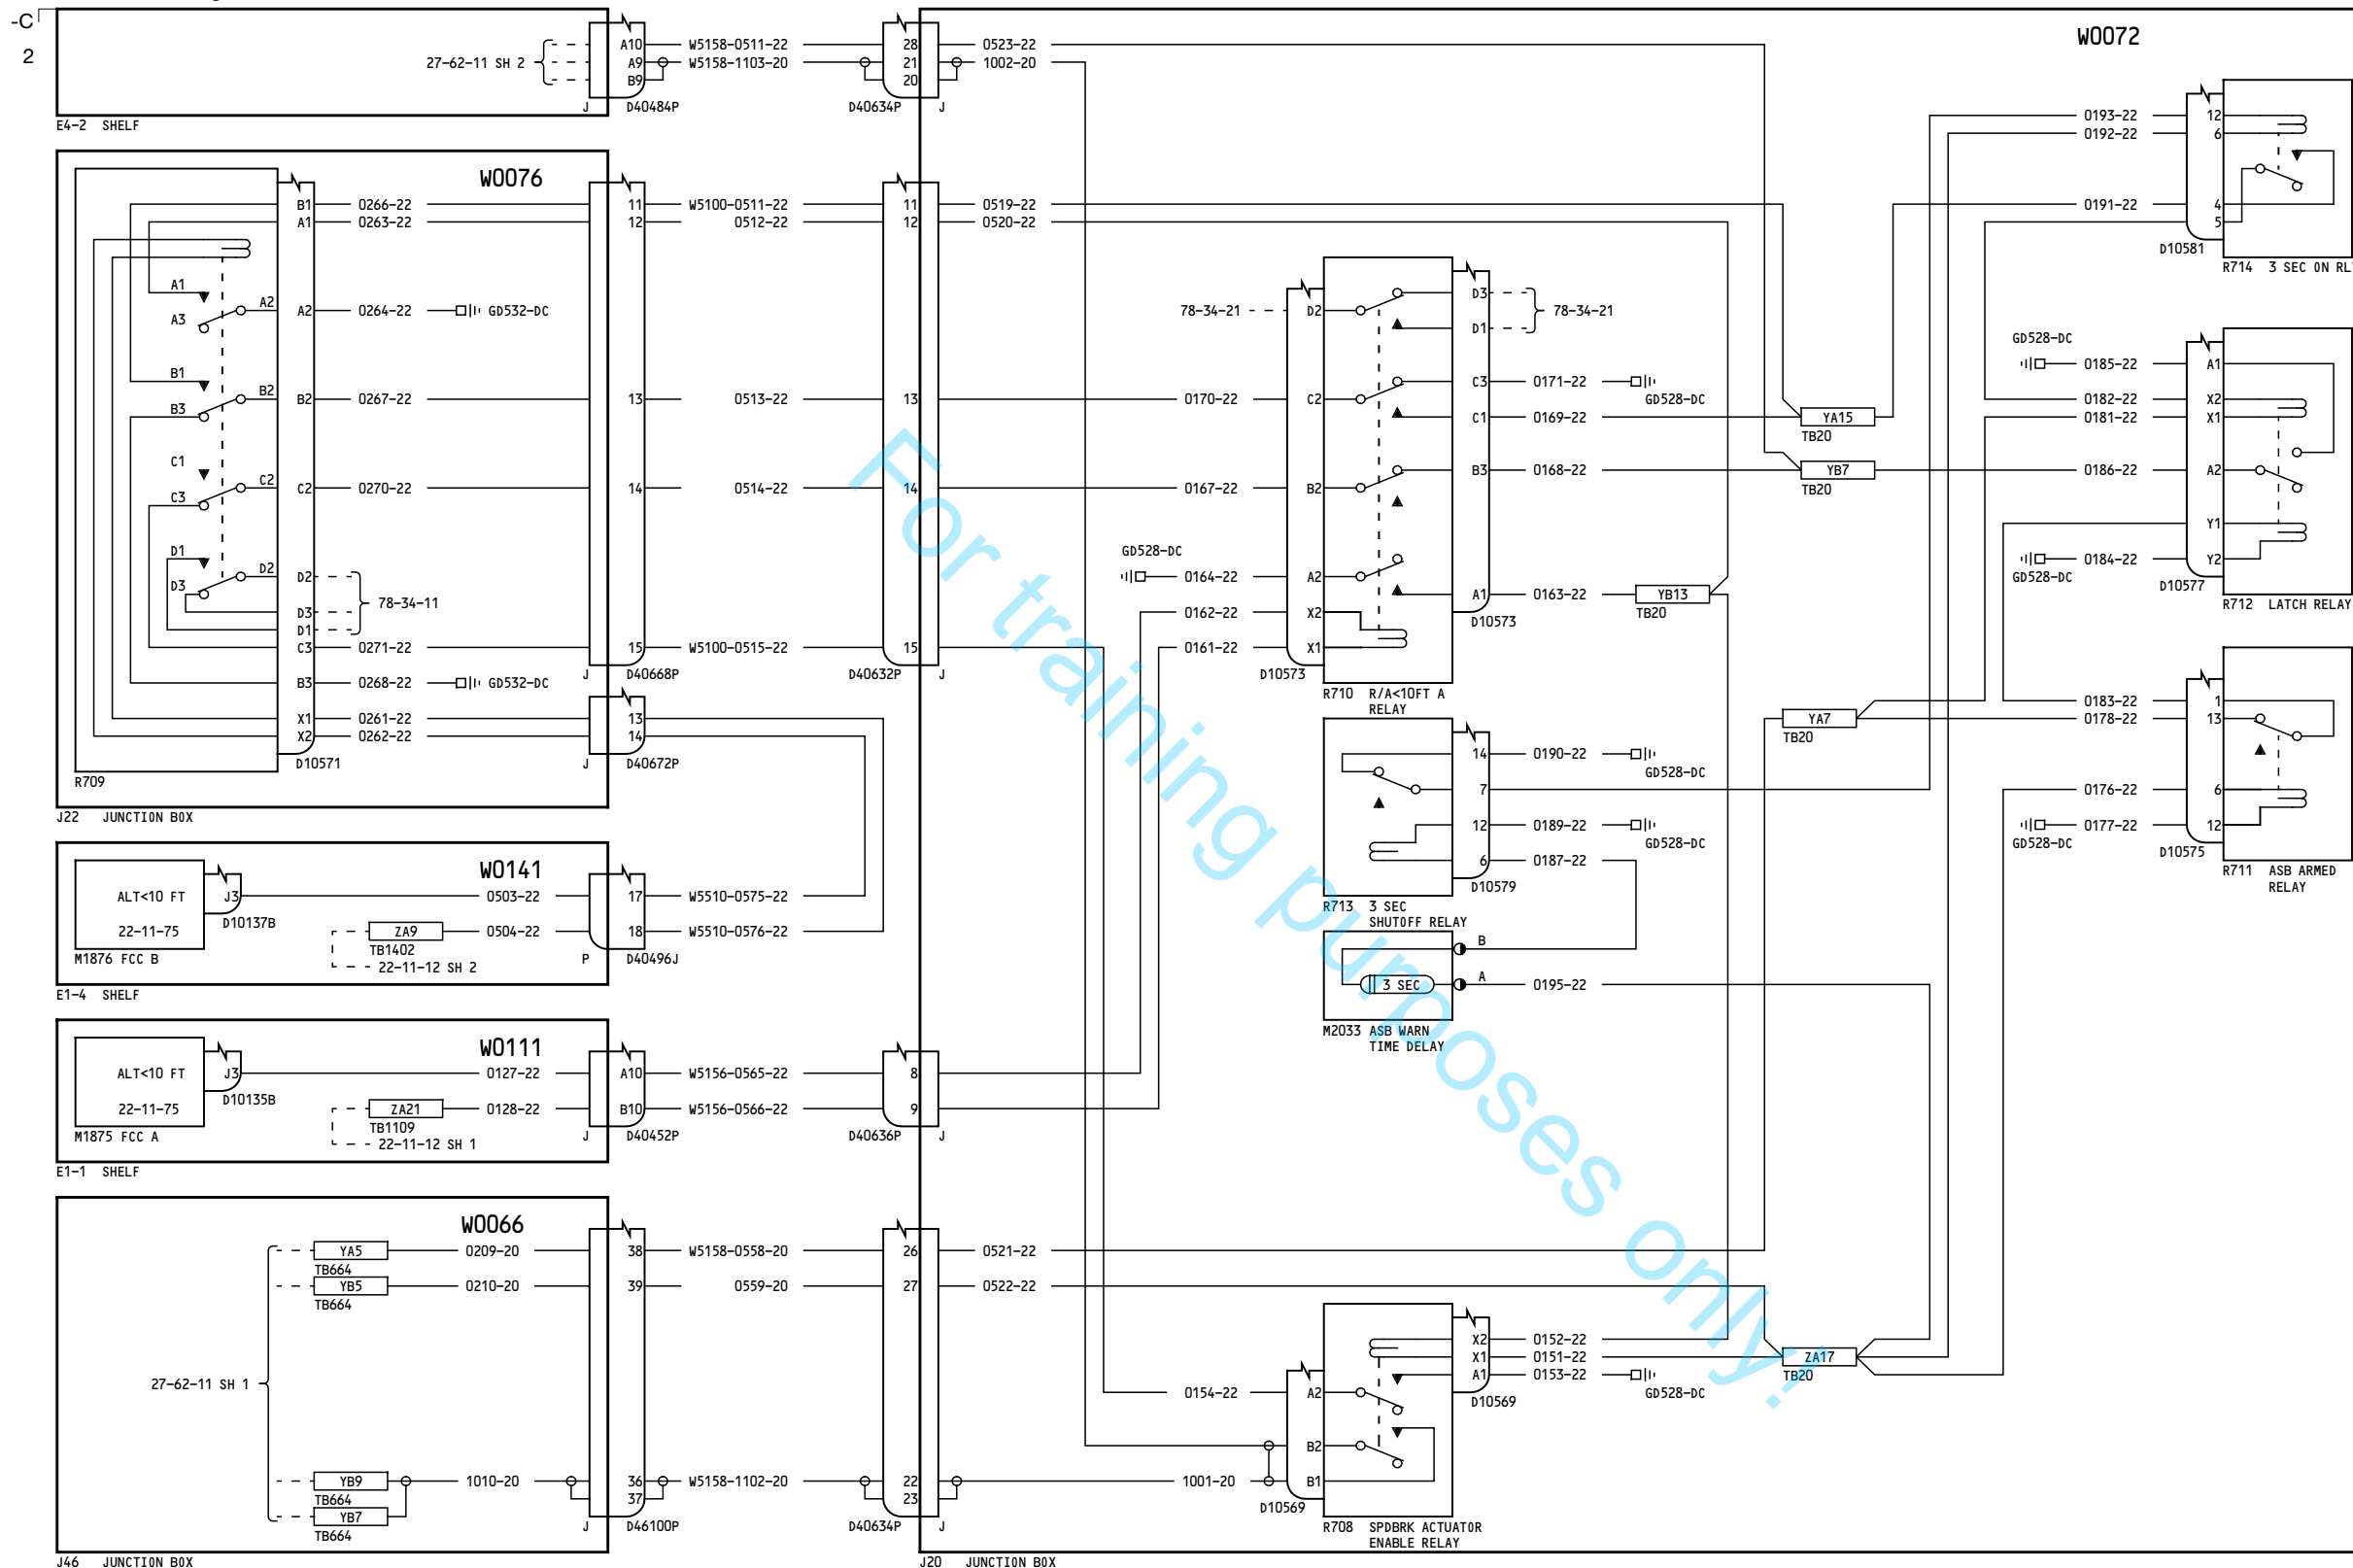 -C
2
27-62-11 SH 2
A10
A9
B9
J
D40484P
W5158-0511-22
W5158-1103-20
28
21
20
D40634P
J
0523-22
1002-20
W0072
E4-2 SHELF
W0076
B1
A1
A2
B2
C2
D2
D3
D1
C3
B3
X1
X2
0266-22
0263-22
0264-22
GD532-DC
0267-22
0270-22
78-34-11
0271-22
0268-22
GD532-DC
0261-22
0262-22
A1
A2
A3
B1
B2
B3
C1
C2
C3
D1
D2
D3
D10571
R709
J22 JUNCTION BOX
11
12
13
14
15
J
D40668P
13
14
J
D40672P
W5100-0511-22
0512-22
0513-22
0514-22
W5100-0515-22
11
12
13
14
15
D40632P
J
0519-22
0520-22
78-34-21
0170-22
0167-22
GD528-DC
0164-22
0162-22
0161-22
D2
C2
B2
A2
X2
X1
D10573
D3
D1
C3
C1
B3
A1
D10573
78-34-21
0171-22
GD528-DC
0169-22
0168-22
0163-22
YB13
TB20
R710 R/A<10FT A
RELAY
YA15
TB20
YB7
TB20
YA7
TB20
0193-22
0192-22
0191-22
12
6
4
5
D10581
R714 3 SEC ON RL
GD528-DC
0185-22
0182-22
0181-22
0186-22
0184-22
GD528-DC
A1
X2
X1
A2
Y1
Y2
D10577
R712 LATCH RELAY
0183-22
0178-22
0176-22
0177-22
GD528-DC
1
13
6
12
D10575
R711 ASB ARMED
RELAY
14
7
12
6
D10579
0190-22
GD528-DC
0189-22
GD528-DC
0187-22
R713 3 SEC
SHUTOFF RELAY
B
A
3 SEC
0195-22
M2033 ASB WARN
TIME DELAY
W0141
ALT<10 FT
22-11-75
J3
D10137B
M1876 FCC B
0503-22
0504-22
ZA9
TB1402
22-11-12 SH 2
17
18
P
D40496J
W5510-0575-22
W5510-0576-22
E1-4 SHELF
W0111
ALT<10 FT
22-11-75
J3
D10135B
M1875 FCC A
0127-22
0128-22
ZA21
TB1109
22-11-12 SH 1
A10
B10
J
D40452P
W5156-0565-22
W5156-0566-22
8
9
D40636P
J
E1-1 SHELF
W0066
27-62-11 SH 1
YA5
TB664
YB5
TB664
YB9
TB664
YB7
TB664
0209-20
0210-20
1010-20
38
39
36
37
J
D46100P
W5158-0558-20
0559-20
W5158-1102-20
26
27
22
23
D40634P
J
0521-22
0522-22
0154-22
1001-20
A2
B2
B1
D10569
X2
X1
A1
D10569
0152-22
0151-22
0153-22
GD528-DC
ZA17
TB20
R708 SPDBRK ACTUATOR
ENABLE RELAY
J46 JUNCTION BOX
J20 JUNCTION BOX
For training purposes only!